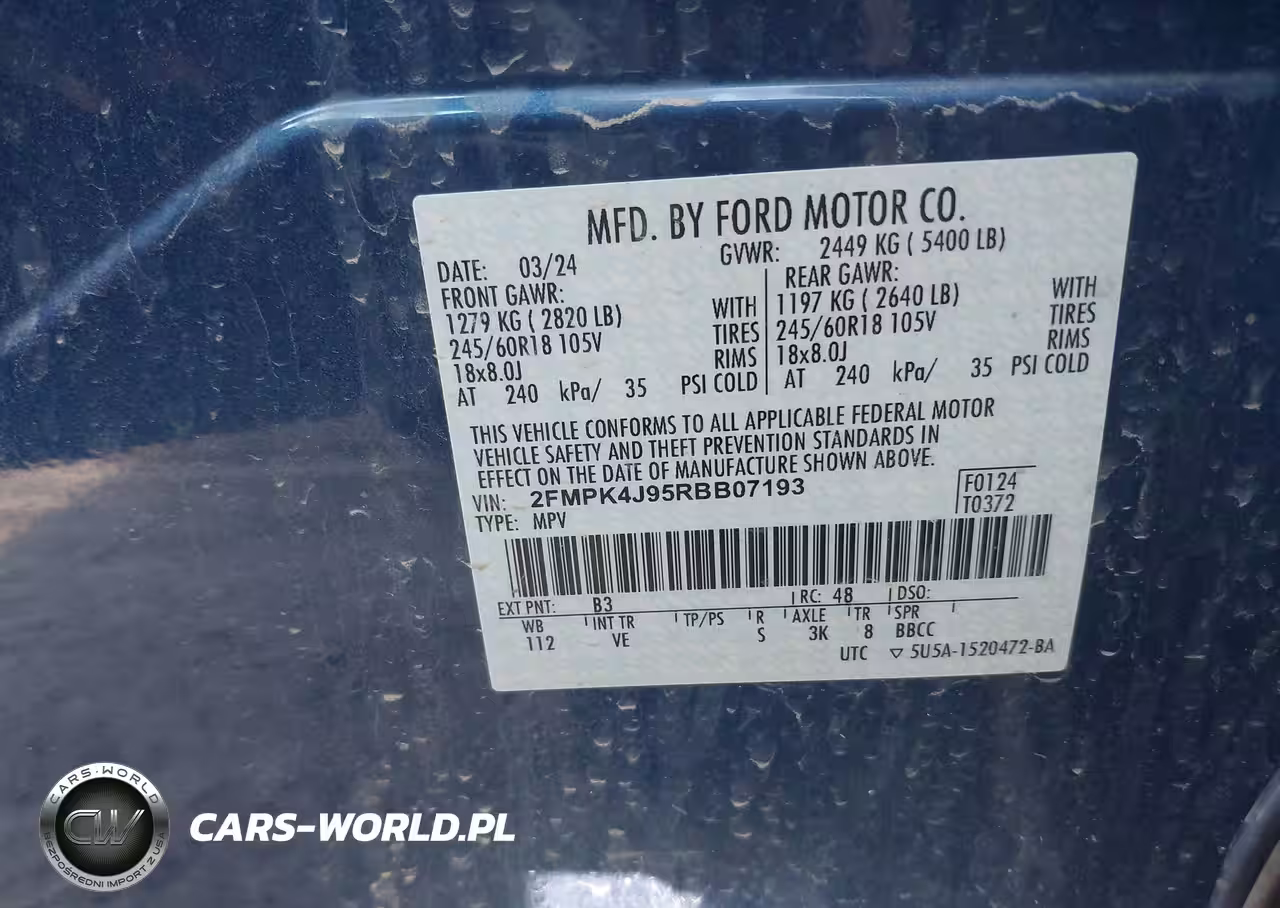 MFD. BY FORD MOTOR CO.
DATE: 03/24
GVWR: 2449 KG ( 5400 LB)
FRONT GAWR:
1279 KG ( 2820 LB) WITH
245/60R18 105V TIRES
18x8.0J RIMS
AT 240 kPa/ 35 PSI COLD
REAR GAWR:
1197 KG ( 2640 LB) WITH
245/60R18 105V TIRES
18x8.0J RIMS
AT 240 kPa/ 35 PSI COLD
THIS VEHICLE CONFORMS TO ALL APPLICABLE FEDERAL MOTOR
VEHICLE SAFETY AND THEFT PREVENTION STANDARDS IN
EFFECT ON THE DATE OF MANUFACTURE SHOWN ABOVE.
VIN: 2FMPK4J95RBB07193
TYPE: MPV
F0124
T0372
EXT PNT: B3 RC: 48 DSO:
WB INT TR TP/PS R AXLE TR SPR
112 VE S 3K 8 BBCC
UTC ▽ 5U5A-1520472-BA
CARS-WORLD
CW
BEZPOŚREDNI IMPORT Z USA
CARS-WORLD.PL